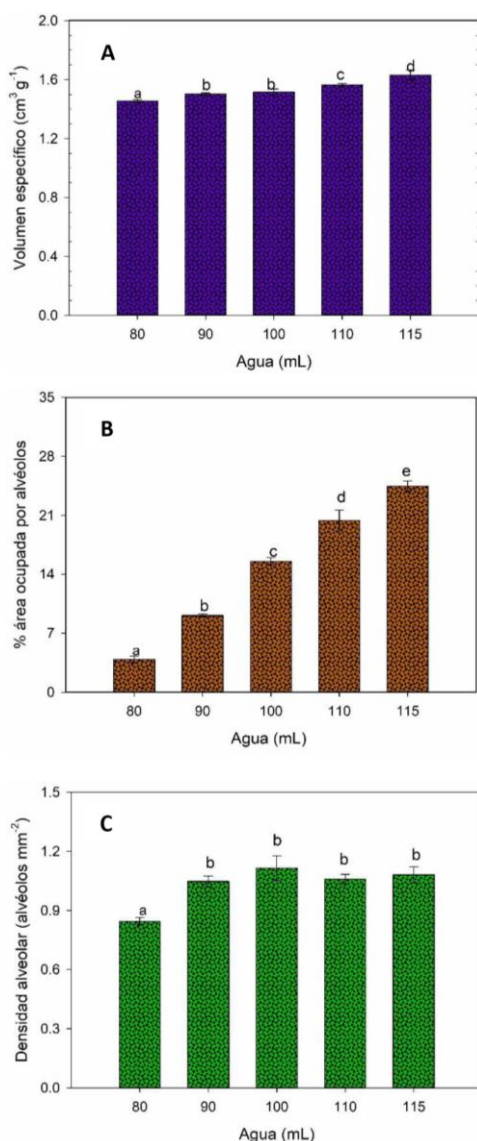 A
Volumen específico (cm³ g⁻¹)
2.0
1.6
1.2
0.8
0.4
0.0
a
b
b
c
d
80
90
100
110
115
Agua (mL)
B
% área ocupada por alvéolos
35
28
21
14
7
0
a
b
c
d
e
80
90
100
110
115
Agua (mL)
C
Densidad alveolar (alvéolos mm⁻²)
1.5
1.2
0.9
0.6
0.3
0.0
a
b
b
b
b
80
90
100
110
115
Agua (mL)